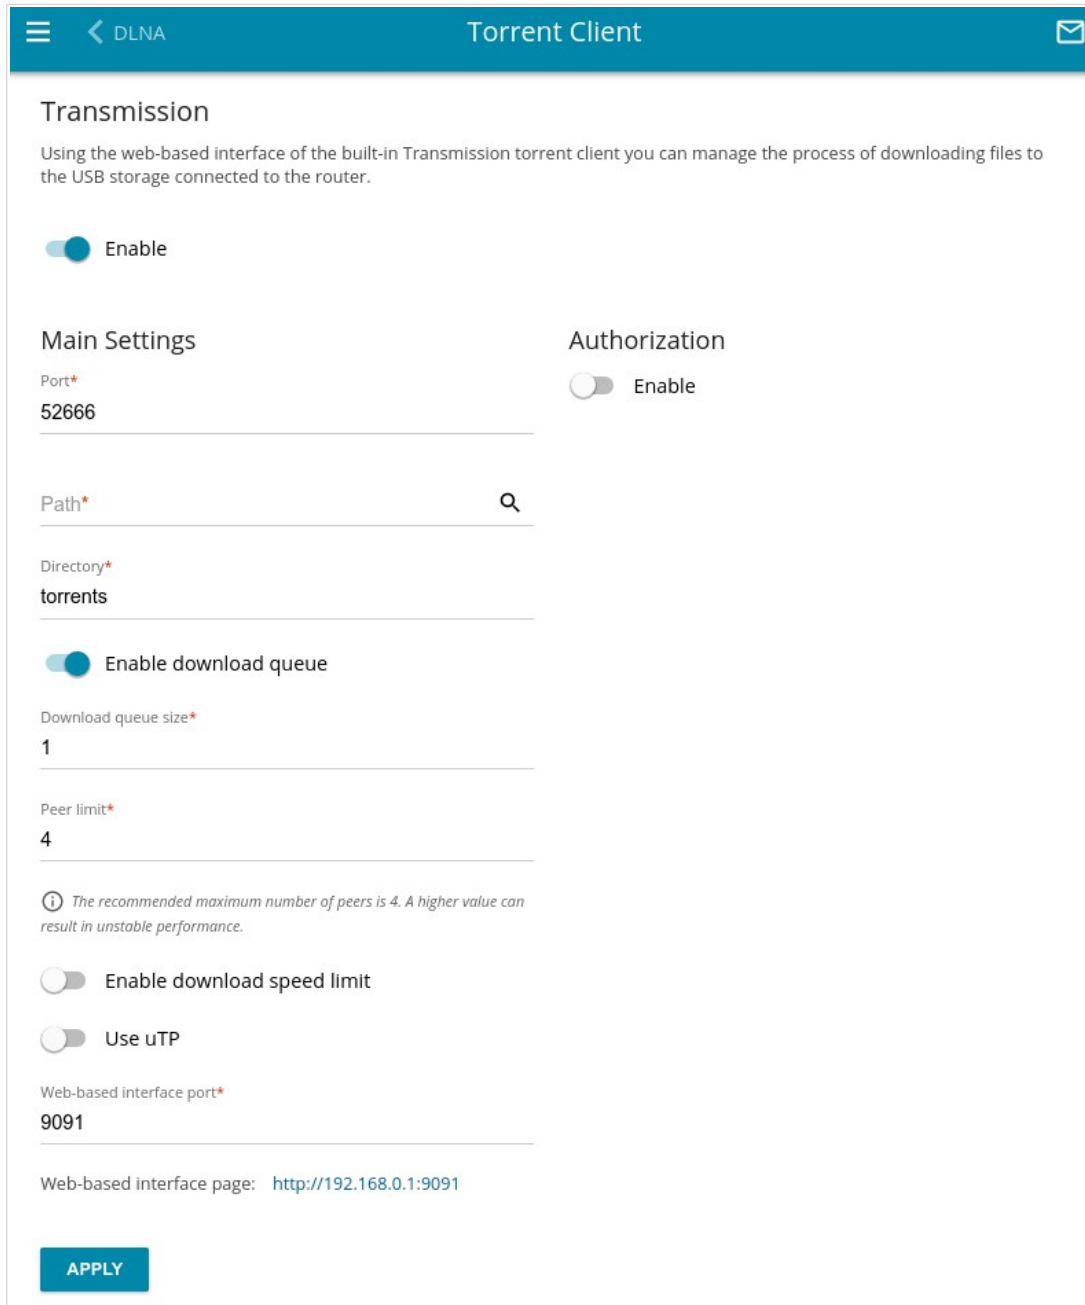 DLNA
Torrent Client
Transmission
Using the web-based interface of the built-in Transmission torrent client you can manage the process of downloading files to
the USB storage connected to the router.
Enable
Main Settings
Port*
52666
Path*
Directory*
torrents
Enable download queue
Download queue size*
1
Peer limit*
4
The recommended maximum number of peers is 4. A higher value can
result in unstable performance.
Enable download speed limit
Use uTP
Web-based interface port*
9091
Web-based interface page: http://192.168.0.1:9091
APPLY
Authorization
Enable